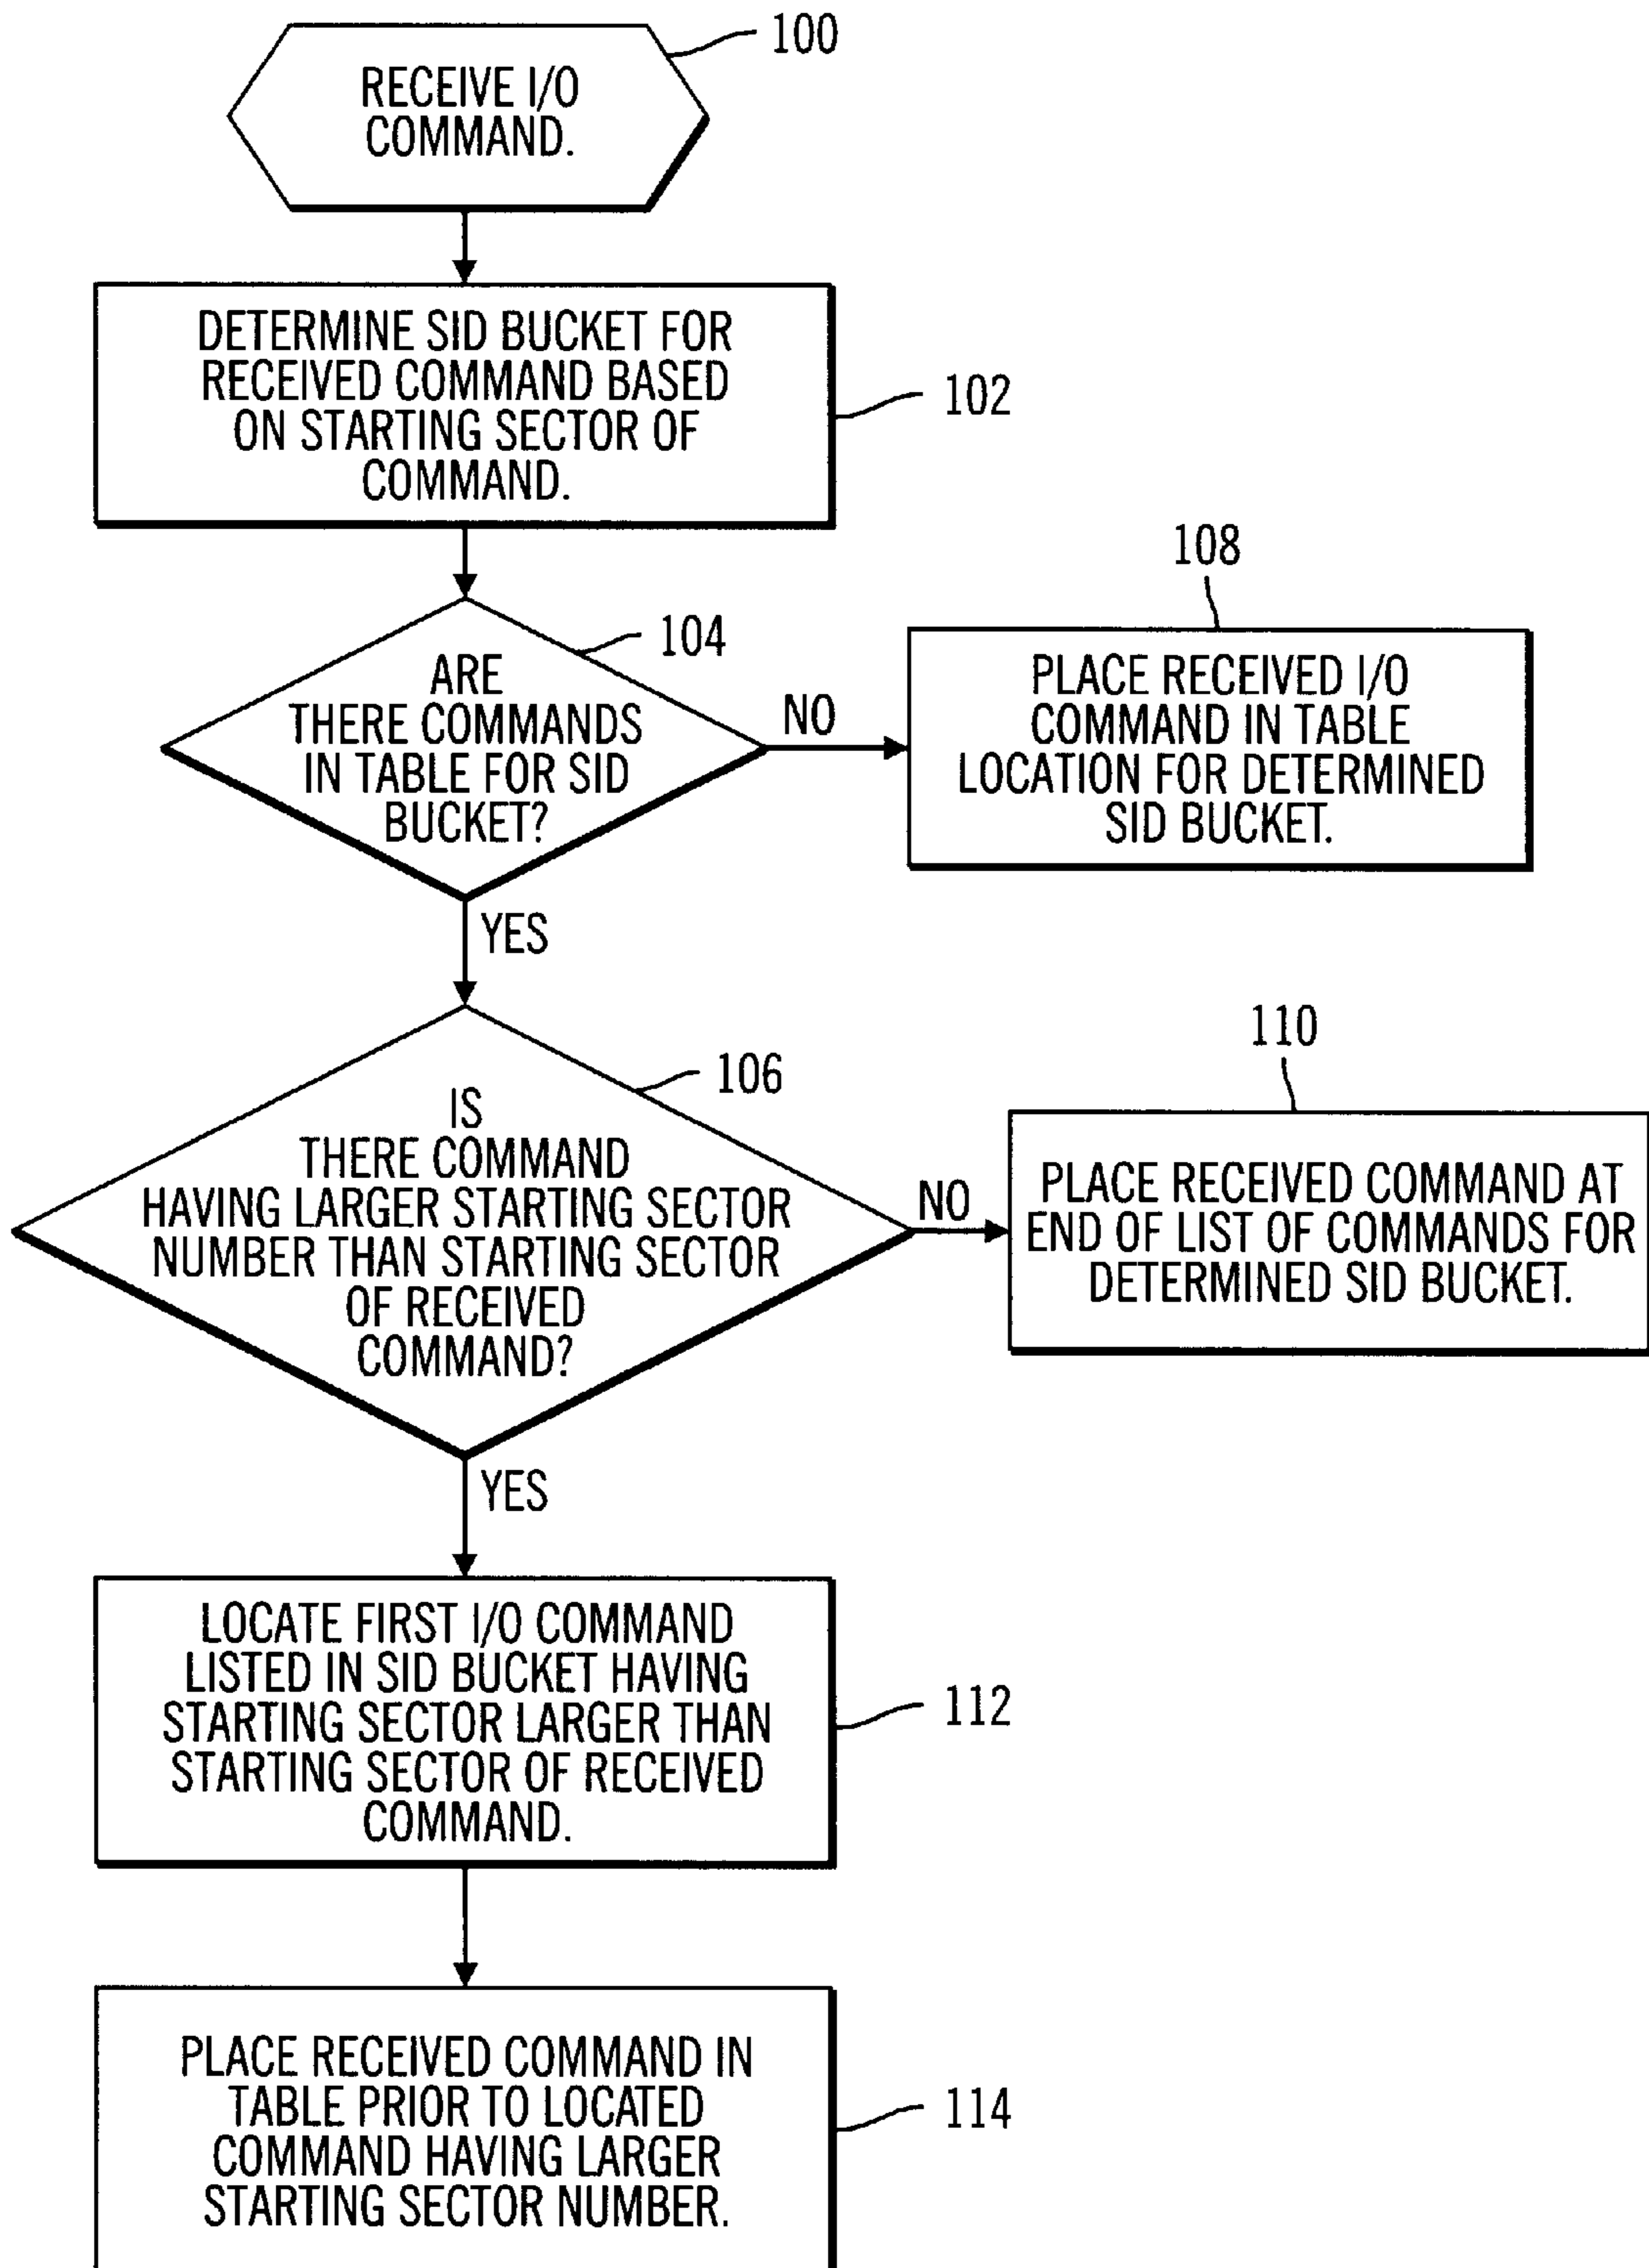 100
RECEIVE I/O
COMMAND.
DETERMINE SID BUCKET FOR
RECEIVED COMMAND BASED
ON STARTING SECTOR OF
COMMAND.
102
104
ARE
THERE COMMANDS
IN TABLE FOR SID
BUCKET?
NO
108
PLACE RECEIVED I/O
COMMAND IN TABLE
LOCATION FOR DETERMINED
SID BUCKET.
YES
106
IS
THERE COMMAND
HAVING LARGER STARTING SECTOR
NUMBER THAN STARTING SECTOR
OF RECEIVED
COMMAND?
NO
110
PLACE RECEIVED COMMAND AT
END OF LIST OF COMMANDS FOR
DETERMINED SID BUCKET.
YES
LOCATE FIRST I/O COMMAND
LISTED IN SID BUCKET HAVING
STARTING SECTOR LARGER THAN
STARTING SECTOR OF RECEIVED
COMMAND.
112
PLACE RECEIVED COMMAND IN
TABLE PRIOR TO LOCATED
COMMAND HAVING LARGER
STARTING SECTOR NUMBER.
114